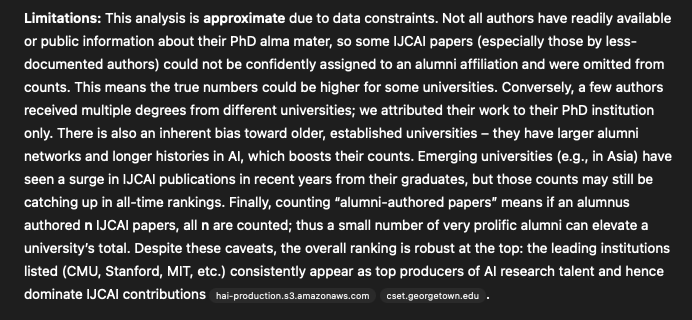 Limitations: This analysis is approximate due to data constraints. Not all authors have readily available
or public information about their PhD alma mater, so some IJCAI papers (especially those by less-
documented authors) could not be confidently assigned to an alumni affiliation and were omitted from
counts. This means the true numbers could be higher for some universities. Conversely, a few authors
received multiple degrees from different universities; we attributed their work to their PhD institution
only. There is also an inherent bias toward older, established universities – they have larger alumni
networks and longer histories in AI, which boosts their counts. Emerging universities (e.g., in Asia) have
seen a surge in IJCAI publications in recent years from their graduates, but those counts may still be
catching up in all-time rankings. Finally, counting “alumni-authored papers” means if an alumnus
authored n IJCAI papers, all n are counted; thus a small number of very prolific alumni can elevate a
university’s total. Despite these caveats, the overall ranking is robust at the top: the leading institutions
listed (CMU, Stanford, MIT, etc.) consistently appear as top producers of AI research talent and hence
dominate IJCAI contributions hai-production.s3.amazonaws.com cset.georgetown.edu .